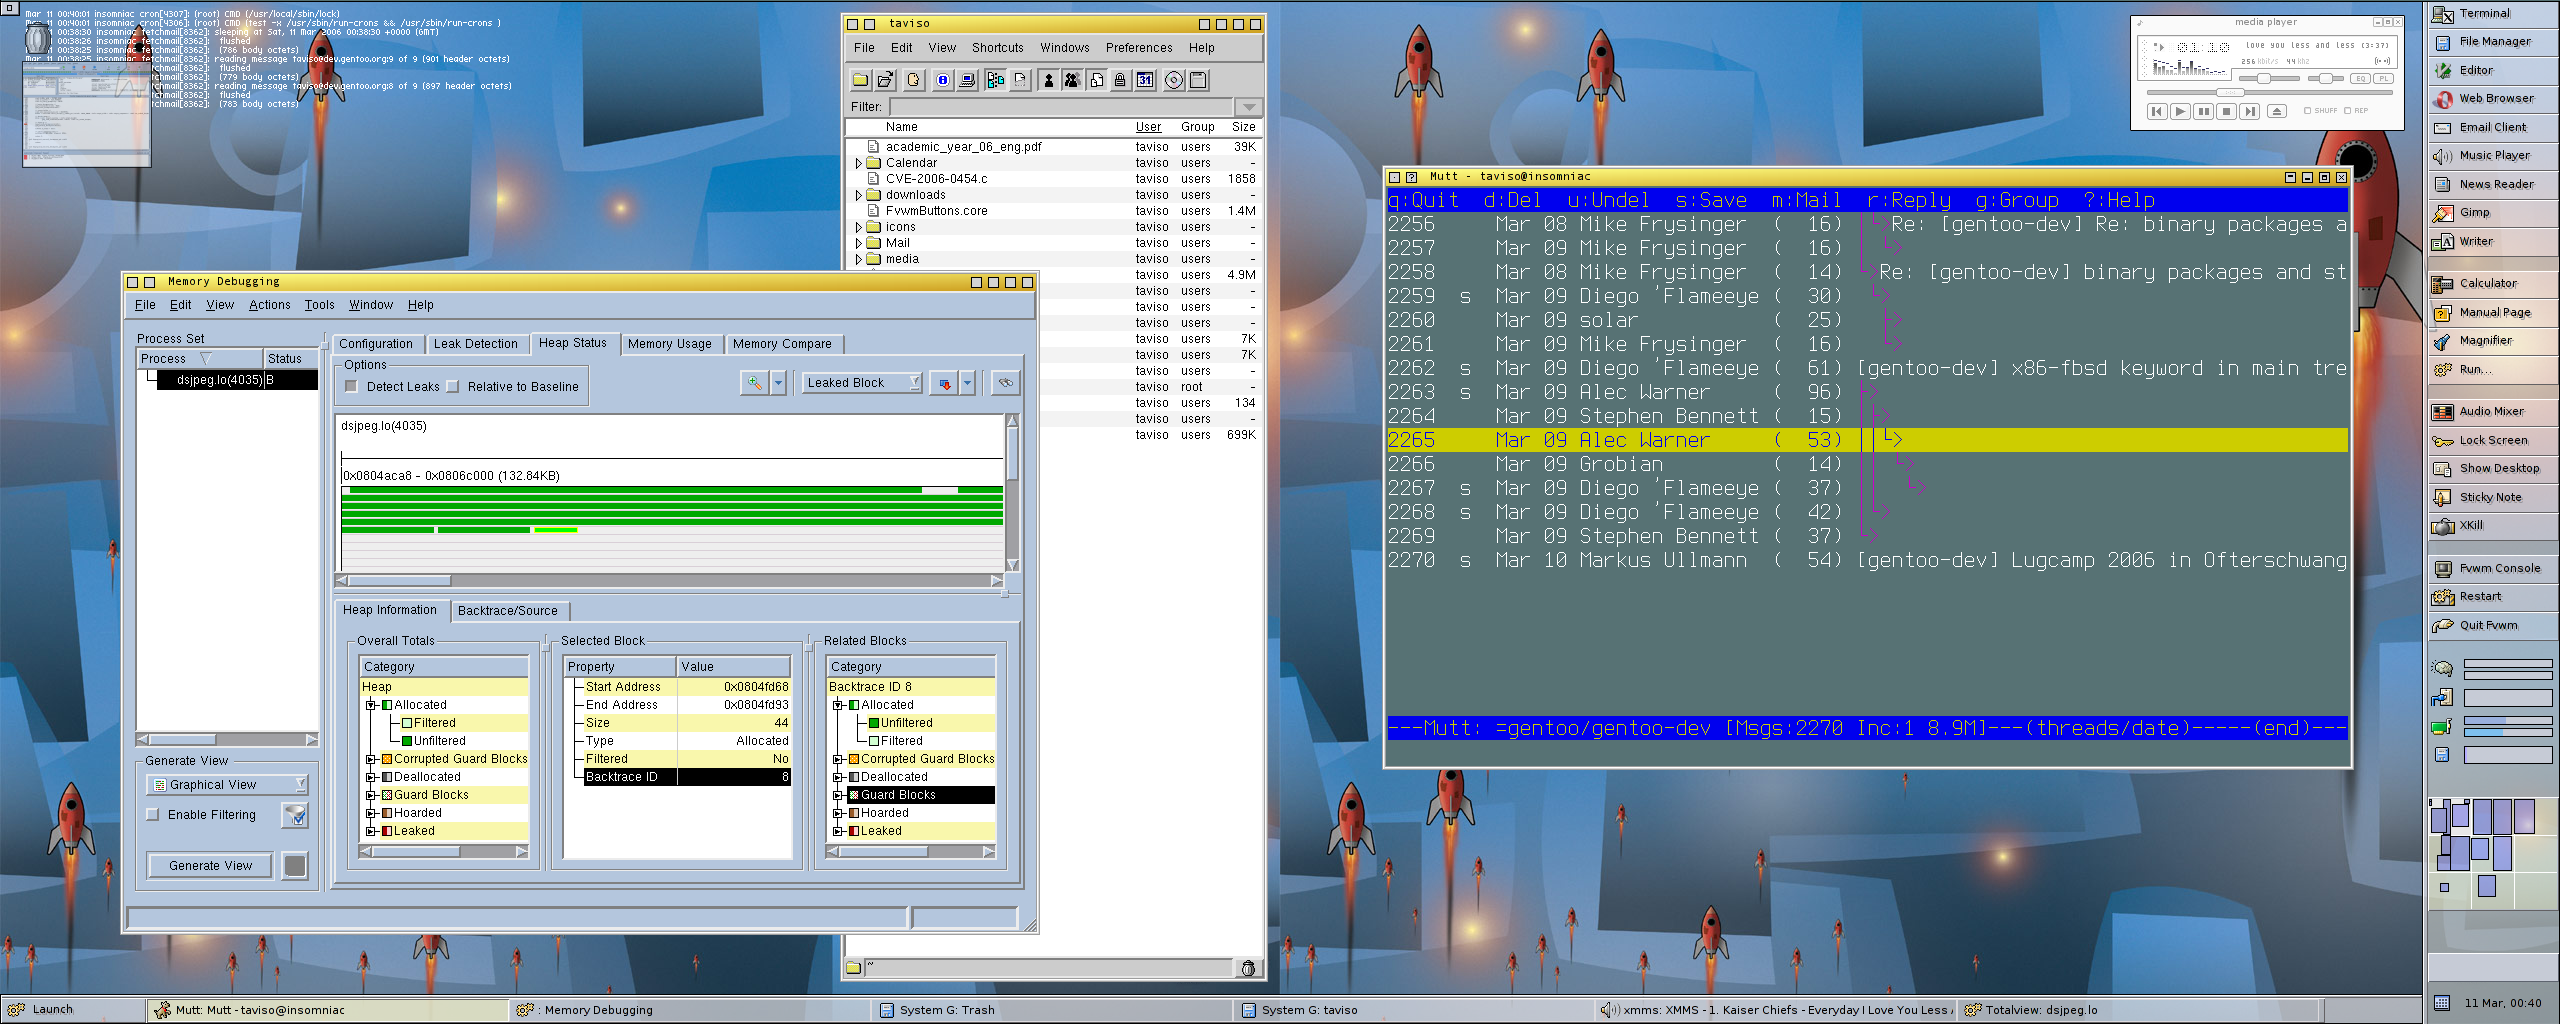 Mar 11 00:40:01 insomniac cron[4307]: (root) CMD (/usr/local/sbin/lock)
Mar 11 00:40:01 insomniac cron[4306]: (root) CMD (test -x /usr/sbin/run-crons && /usr/sbin/run-crons )
11 00:38:30 insomniac fetchmail[8362]: sleeping at Sat, 11 Mar 2006 00:38:30 +0000 (GMT)
11 00:38:26 insomniac fetchmail[8362]: flushed
11 00:38:25 insomniac fetchmail[8362]: (786 body octets)
Mar 11 00:38:25 insomniac fetchmail[8362]: reading message taviso@dev.gentoo.org:9 of 9 (901 header octets)
tchmail[8362]: flushed
tchmail[8362]: (779 body octets)
tchmail[8362]: reading message taviso@dev.gentoo.org:8 of 9 (897 header octets)
tchmail[8362]: flushed
tchmail[8362]: (783 body octets)
taviso
File Edit View Shortcuts Windows Preferences Help
31
Filter:
Name User Group Size
academic_year_06_eng.pdf taviso users 39K
Calendar taviso users -
CVE-2006-0454.c taviso users 1858
downloads taviso users -
FvwmButtons.core taviso users 1.4M
icons taviso users -
Mail taviso users -
media taviso users -
taviso users 4.9M
taviso users -
taviso users -
taviso users -
taviso users 7K
taviso users 7K
taviso users -
taviso root -
taviso users 134
taviso users -
taviso users 699K
~
Memory Debugging
File Edit View Actions Tools Window Help
Process Set
Process Status
dsjpeg.lo(4035) B
Generate View
Graphical View
Enable Filtering
Generate View
Configuration Leak Detection Heap Status Memory Usage Memory Compare
Options
Detect Leaks Relative to Baseline
Leaked Block
dsjpeg.lo(4035)
0x0804aca8 - 0x0806c000 (132.84KB)
Heap Information Backtrace/Source
Overall Totals
Category
Heap
Allocated
Filtered
Unfiltered
Corrupted Guard Blocks
Deallocated
Guard Blocks
Hoarded
Leaked
Selected Block
Property Value
Start Address 0x0804fd68
End Address 0x0804fd93
Size 44
Type Allocated
Filtered No
Backtrace ID 8
Related Blocks
Category
Backtrace ID 8
Allocated
Unfiltered
Filtered
Corrupted Guard Blocks
Deallocated
Guard Blocks
Hoarded
Leaked
media player
01:10 love you less and less (3:37)
256 kbit/s 44 khz
EQ PL
SHUFF REP
Mutt - taviso@insomniac
q:Quit d:Del u:Undel s:Save m:Mail r:Reply g:Group ?:Help
2256 Mar 08 Mike Frysinger ( 16) Re: [gentoo-dev] Re: binary packages a
2257 Mar 09 Mike Frysinger ( 16) >
2258 Mar 08 Mike Frysinger ( 14) >Re: [gentoo-dev] binary packages and st
2259 s Mar 09 Diego 'Flameeye ( 30) >
2260 Mar 09 solar ( 25) >
2261 Mar 09 Mike Frysinger ( 16) >
2262 s Mar 09 Diego 'Flameeye ( 61) [gentoo-dev] x86-fbsd keyword in main tre
2263 s Mar 09 Alec Warner ( 96) >
2264 Mar 09 Stephen Bennett ( 15) >
2265 Mar 09 Alec Warner ( 53) >
2266 Mar 09 Grobian ( 14) >
2267 s Mar 09 Diego 'Flameeye ( 37) >
2268 s Mar 09 Diego 'Flameeye ( 42) >
2269 Mar 09 Stephen Bennett ( 37) >
2270 s Mar 10 Markus Ullmann ( 54) [gentoo-dev] Lugcamp 2006 in Ofterschwang
---Mutt: =gentoo/gentoo-dev [Msgs:2270 Inc:1 8.9M]---(threads/date)-----(end)---
Terminal
File Manager
Editor
Web Browser
Email Client
Music Player
News Reader
Gimp
Writer
Calculator
Manual Page
Magnifier
Run...
Audio Mixer
Lock Screen
Show Desktop
Sticky Note
XKill
Fvwm Console
Restart
Quit Fvwm
11 Mar, 00:40
Launch
Mutt: Mutt - taviso@insomniac
: Memory Debugging
System G: Trash
System G: taviso
xmms: XMMS - 1. Kaiser Chiefs - Everyday I Love You Less
Totalview: dsjpeg.lo